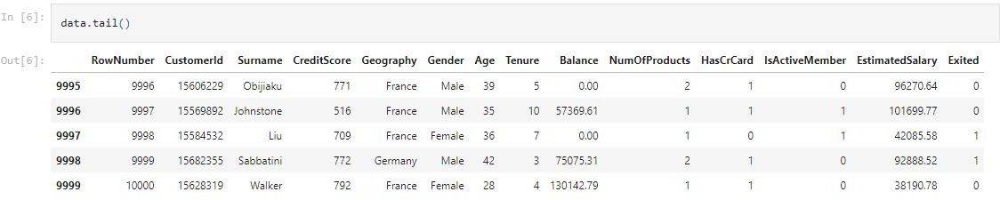 In [6]: data.tail()
Out[6]: RowNumber CustomerId Surname CreditScore Geography Gender Age Tenure Balance NumOfProducts HasCrCard IsActiveMember EstimatedSalary Exited
9995 9996 15606229 Obijiaku 771 France Male 39 5 0.00 2 1 0 96270.64 0
9996 9997 15569892 Johnstone 516 France Male 35 10 57369.61 1 1 1 101699.77 0
9997 9998 15584532 Liu 709 France Female 36 7 0.00 1 0 1 42085.58 1
9998 9999 15682355 Sabbatini 772 Germany Male 42 3 75075.31 2 1 0 92888.52 1
9999 10000 15628319 Walker 792 France Female 28 4 130142.79 1 1 0 38190.78 0